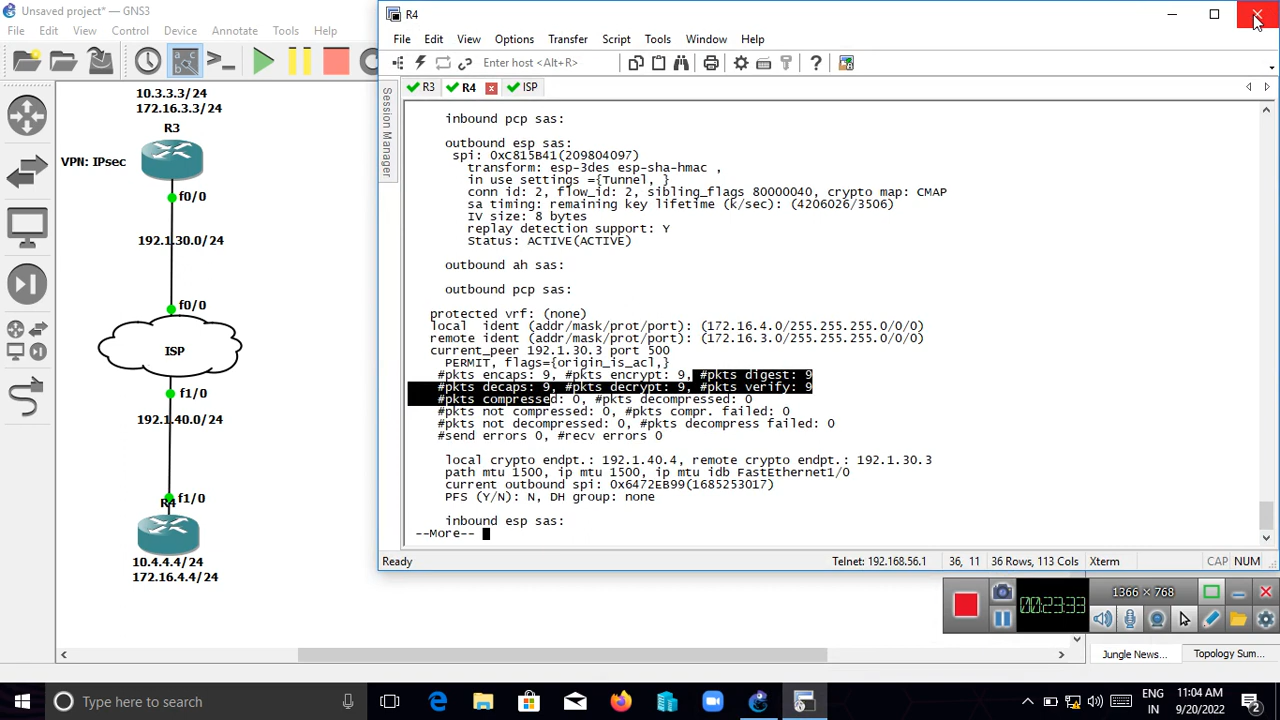 Unsaved project* — GNS3
File Edit View Control Device Annotate Tools Help
10.3.3.3/24
172.16.3.3/24
R3
VPN: IPsec
f0/0
192.1.30.0/24
f0/0
ISP
f1/0
192.1.40.0/24
f1/0
R4
10.4.4.4/24
172.16.4.4/24
R4
File Edit View Options Transfer Script Tools Window Help
Enter host <Alt+R>
R3 R4 ISP
Session Manager
inbound pcp sas:
outbound esp sas:
spi: 0xC815B41(209804097)
transform: esp-3des esp-sha-hmac ,
in use settings ={Tunnel, }
conn id: 2, flow_id: 2, sibling_flags 80000040, crypto map: CMAP
sa timing: remaining key lifetime (k/sec): (4206026/3506)
IV size: 8 bytes
replay detection support: Y
Status: ACTIVE(ACTIVE)
outbound ah sas:
outbound pcp sas:
protected vrf: (none)
local  ident (addr/mask/prot/port): (172.16.4.0/255.255.255.0/0/0)
remote ident (addr/mask/prot/port): (172.16.3.0/255.255.255.0/0/0)
current_peer 192.1.30.3 port 500
PERMIT, flags={origin_is_acl,}
#pkts encaps: 9, #pkts encrypt: 9, #pkts digest: 9
#pkts decaps: 9, #pkts decrypt: 9, #pkts verify: 9
#pkts compressed: 0, #pkts decompressed: 0
#pkts not compressed: 0, #pkts compr. failed: 0
#pkts not decompressed: 0, #pkts decompress failed: 0
#send errors 0, #recv errors 0
local crypto endpt.: 192.1.40.4, remote crypto endpt.: 192.1.30.3
path mtu 1500, ip mtu 1500, ip mtu idb FastEthernet1/0
current outbound spi: 0x6472EB99(1685253017)
PFS (Y/N): N, DH group: none
inbound esp sas:
--More--
Ready Telnet: 192.168.56.1 36, 11 36 Rows, 113 Cols Xterm CAP NUM
00:23:33
1366 × 768
Jungle News... Topology Sum...
Type here to search
ENG
IN
11:04 AM
9/20/2022
2